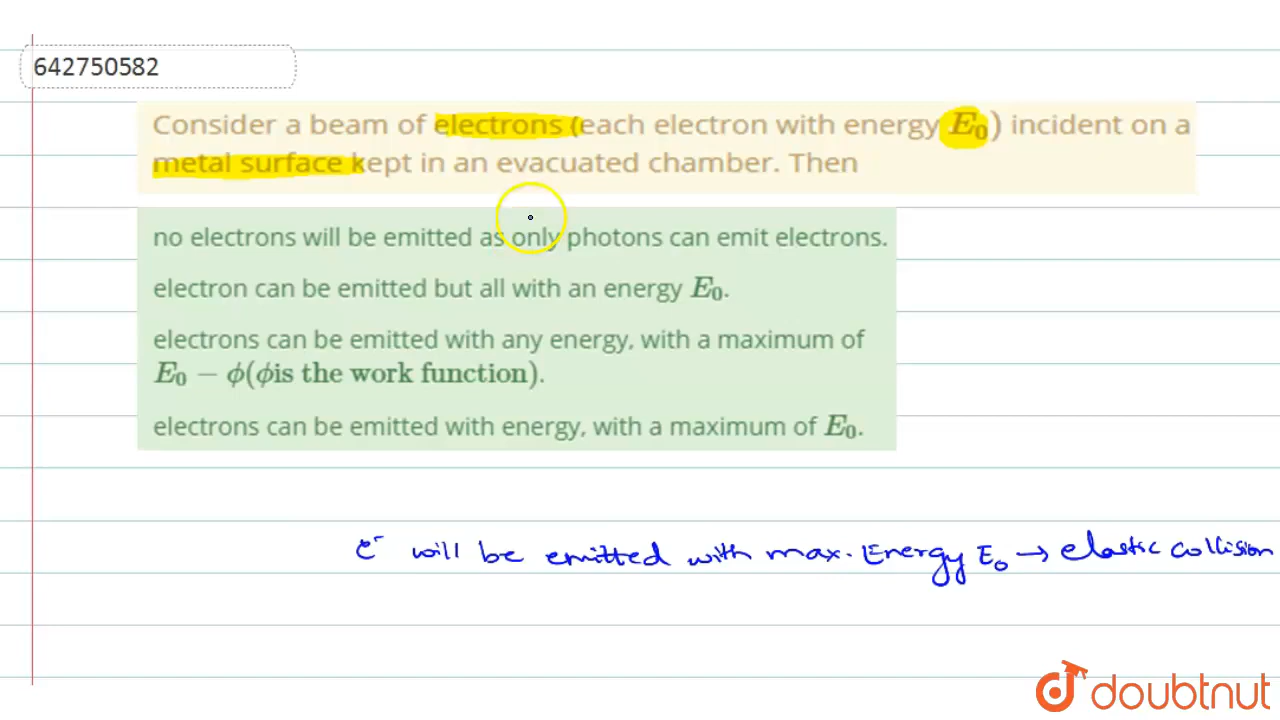 642750582
Consider a beam of electrons (each electron with energy E₀) incident on a
metal surface kept in an evacuated chamber. Then
no electrons will be emitted as only photons can emit electrons.
electron can be emitted but all with an energy E₀.
electrons can be emitted with any energy, with a maximum of
E₀ − ϕ(ϕis the work function).
electrons can be emitted with energy, with a maximum of E₀.
e⁻ will be emitted with max. Energy E₀ → elastic collision
doubtnut